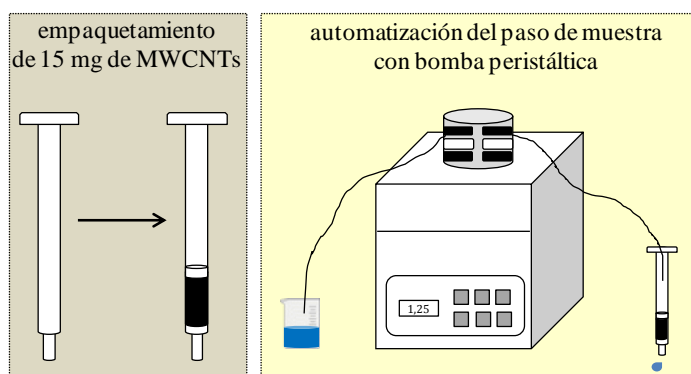 empaquetamiento
de 15 mg de MWCNTs
automatización del paso de muestra
con bomba peristáltica
1,25